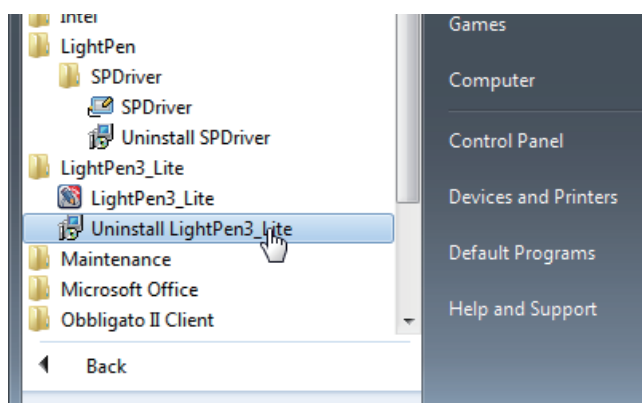 Intel
LightPen
SPDriver
SPDriver
Uninstall SPDriver
LightPen3_Lite
LightPen3_Lite
Uninstall LightPen3_Lite
Maintenance
Microsoft Office
Obbligato II Client
Back
Games
Computer
Control Panel
Devices and Printers
Default Programs
Help and Support